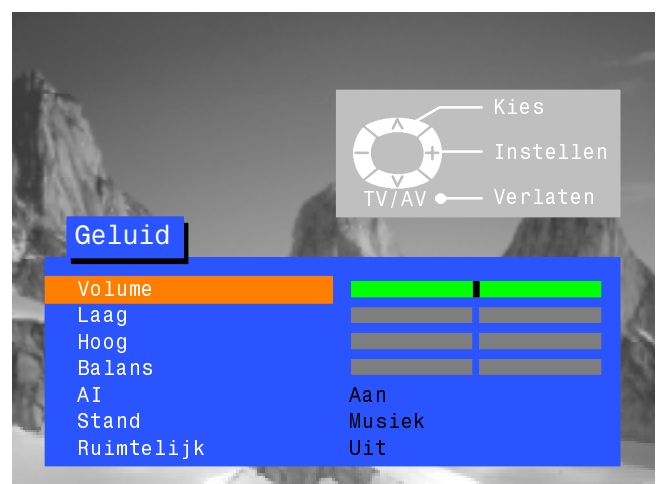 Kies
Instellen
TV/AV Verlaten
Geluid
Volume
Laag
Hoog
Balans
AI Aan
Stand Musiek
Ruimtelijk Uit